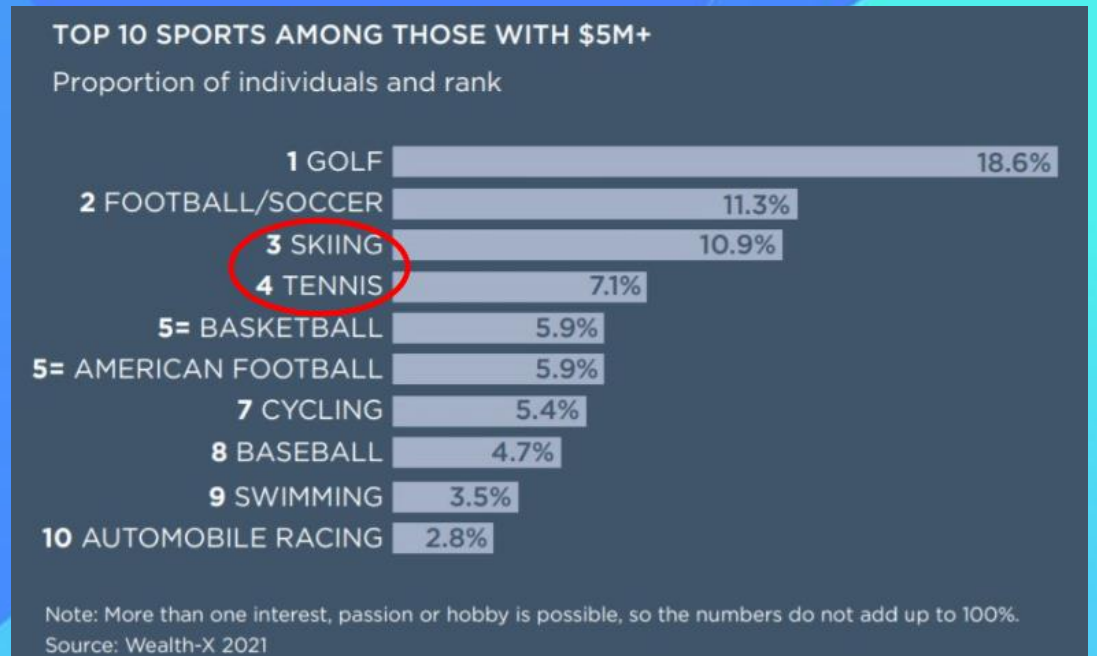 TOP 10 SPORTS AMONG THOSE WITH $5M+
Proportion of individuals and rank
1 GOLF 18.6%
2 FOOTBALL/SOCCER 11.3%
3 SKIING 10.9%
4 TENNIS 7.1%
5= BASKETBALL 5.9%
5= AMERICAN FOOTBALL 5.9%
7 CYCLING 5.4%
8 BASEBALL 4.7%
9 SWIMMING 3.5%
10 AUTOMOBILE RACING 2.8%
Note: More than one interest, passion or hobby is possible, so the numbers do not add up to 100%.
Source: Wealth-X 2021